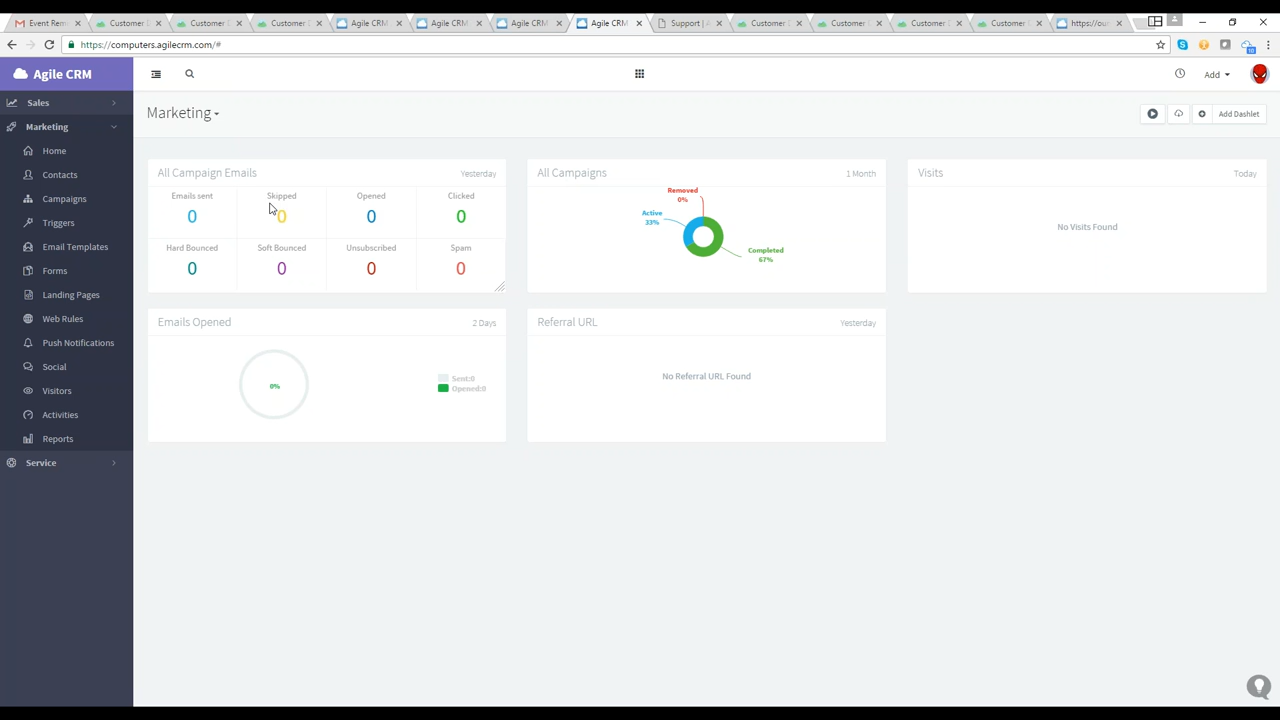 Event Rem
Customer
Customer
Customer
Agile CRM
Agile CRM
Agile CRM
Agile CRM
Support |
Customer
Customer
Customer
Customer
https://our
https://computers.agilecrm.com/#
Agile CRM
Add
Sales
Marketing
Home
Contacts
Campaigns
Triggers
Email Templates
Forms
Landing Pages
Web Rules
Push Notifications
Social
Visitors
Activities
Reports
Service
Marketing
Add Dashlet
All Campaign Emails
Yesterday
Emails sent
Skipped
Opened
Clicked
0
0
0
0
Hard Bounced
Soft Bounced
Unsubscribed
Spam
0
0
0
0
All Campaigns
1 Month
Removed
0%
Active
33%
Completed
67%
Visits
Today
No Visits Found
Emails Opened
2 Days
0%
Sent:0
Opened:0
Referral URL
Yesterday
No Referral URL Found